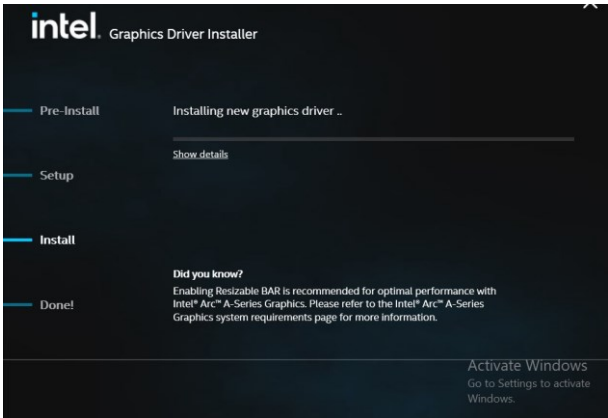 intel. Graphics Driver Installer
Pre-Install
Installing new graphics driver ..
Show details
Setup
Install
Did you know?
Enabling Resizable BAR is recommended for optimal performance with
Intel® Arc™ A-Series Graphics. Please refer to the Intel® Arc™ A-Series
Graphics system requirements page for more information.
Done!
Activate Windows
Go to Settings to activate
Windows.